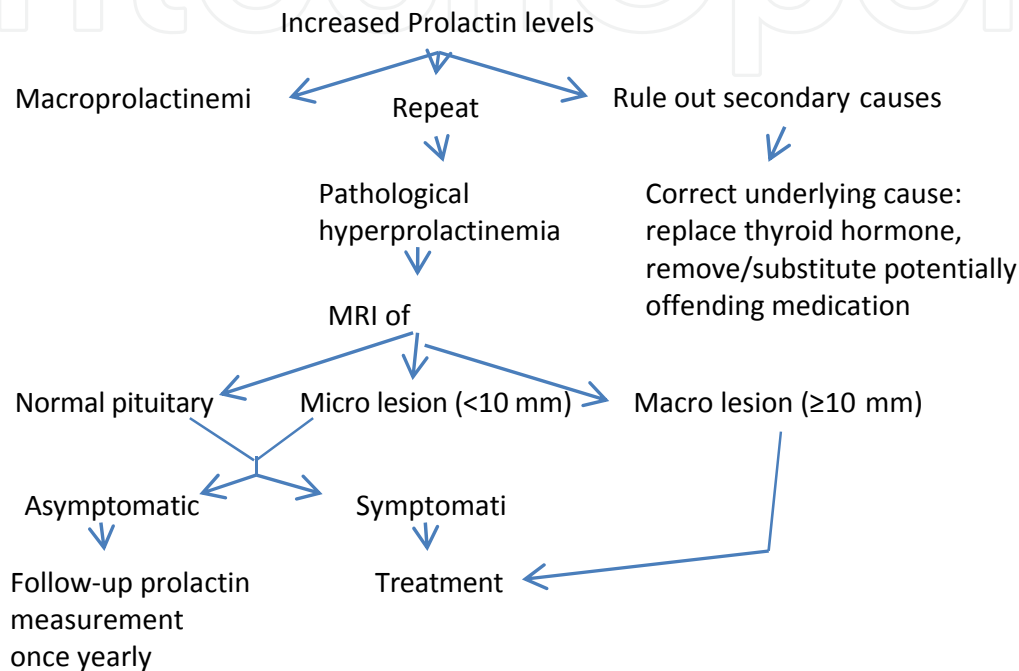 Increased Prolactin levels
Macroprolactinemi
Repeat
Rule out secondary causes
Pathological
hyperprolactinemia
Correct underlying cause:
replace thyroid hormone,
remove/substitute potentially
offending medication
MRI of
Normal pituitary
Micro lesion (<10 mm)
Macro lesion (≥10 mm)
Asymptomatic
Symptomati
Follow-up prolactin
measurement
once yearly
Treatment